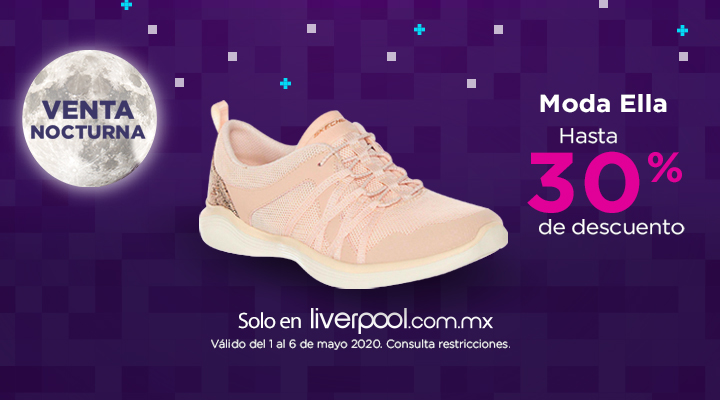 VENTA
NOCTURNA
SKECHERS
Moda Ella
Hasta
30%
de descuento
Solo en liverpool.com.mx
Válido del 1 al 6 de mayo 2020. Consulta restricciones.